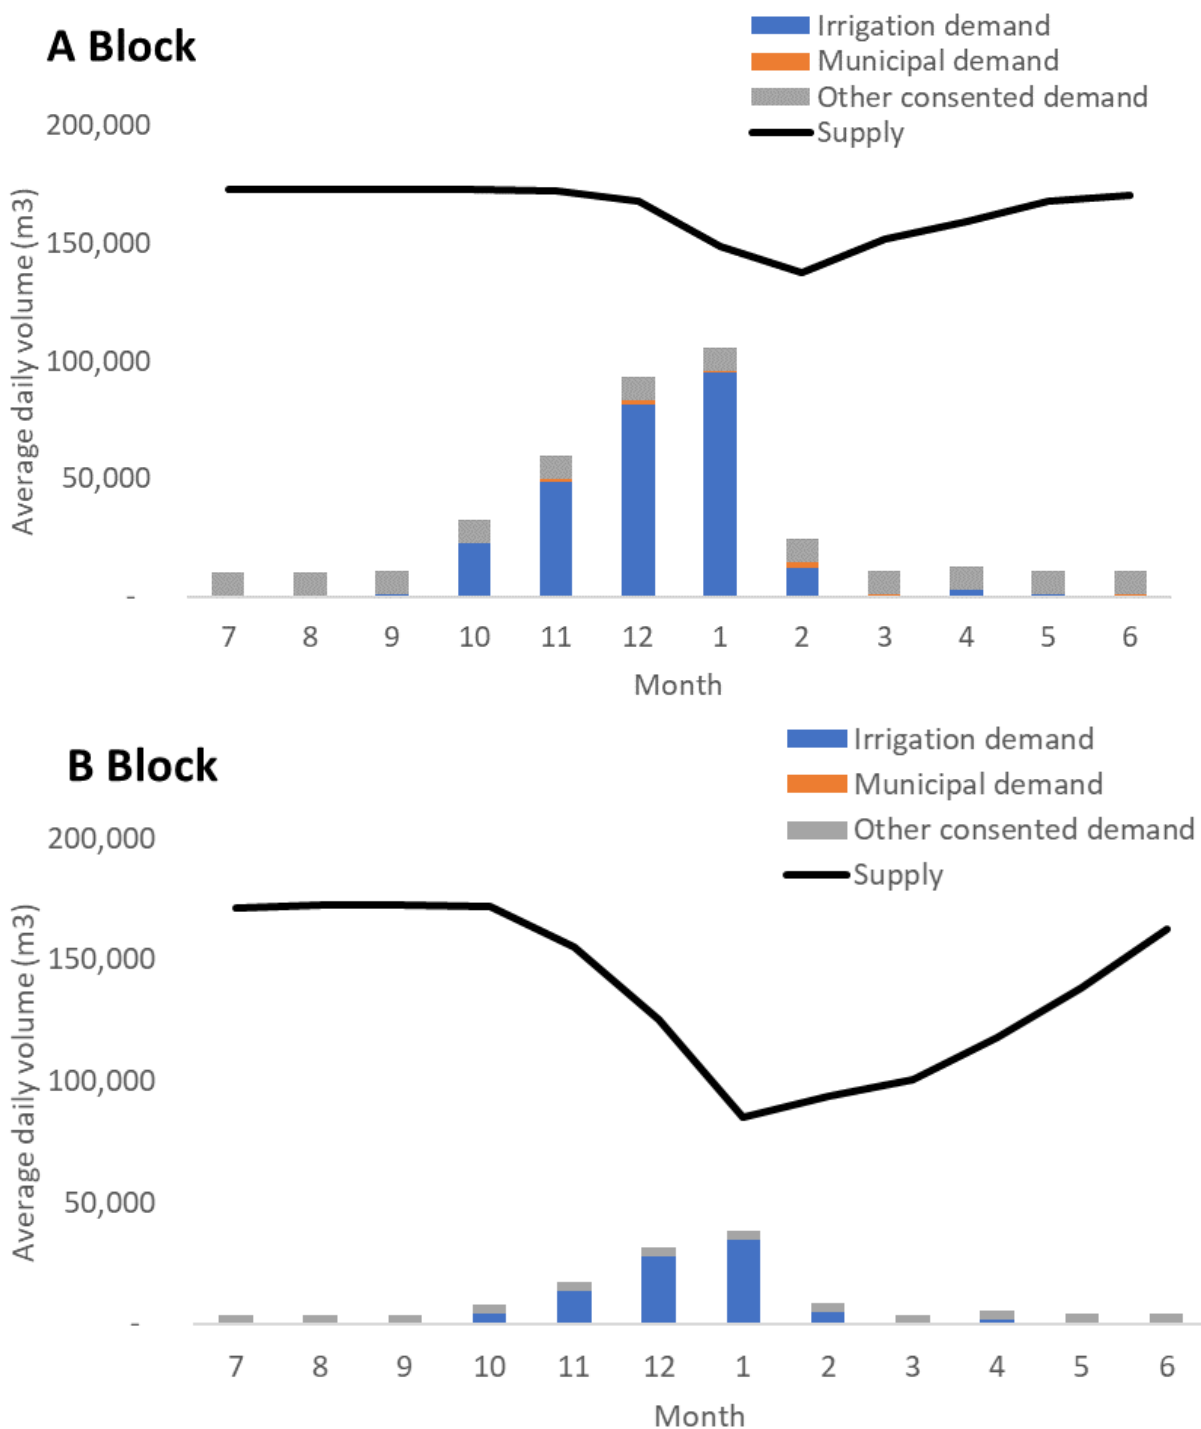 A Block
Irrigation demand
Municipal demand
Other consented demand
Supply
Average daily volume (m3)
200,000
150,000
100,000
50,000
-
7 8 9 10 11 12 1 2 3 4 5 6
Month
B Block
Irrigation demand
Municipal demand
Other consented demand
Supply
Average daily volume (m3)
200,000
150,000
100,000
50,000
-
7 8 9 10 11 12 1 2 3 4 5 6
Month